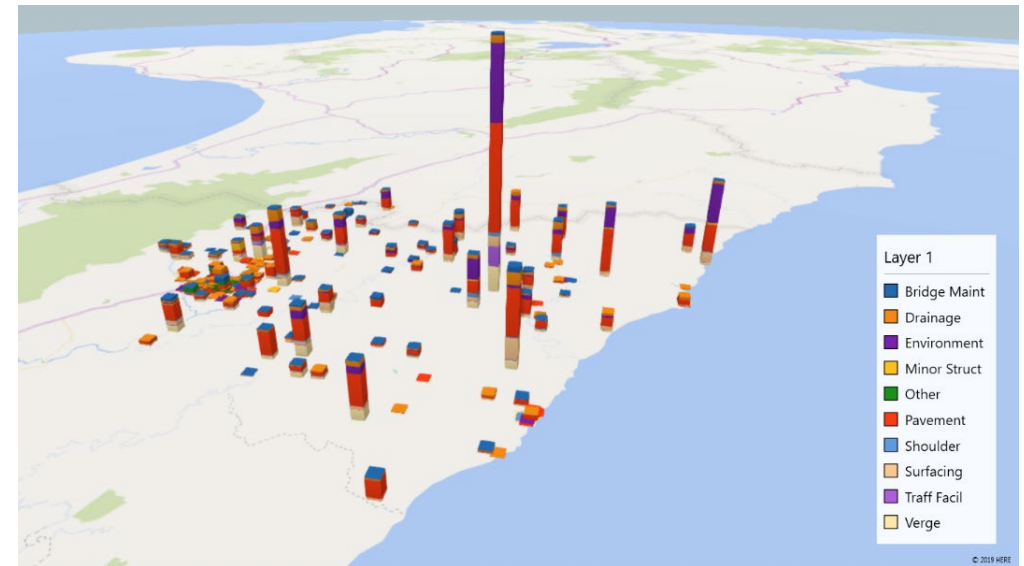 Layer 1
Bridge Maint
Drainage
Environment
Minor Struct
Other
Pavement
Shoulder
Surfacing
Traff Facil
Verge
© 2019 HERE